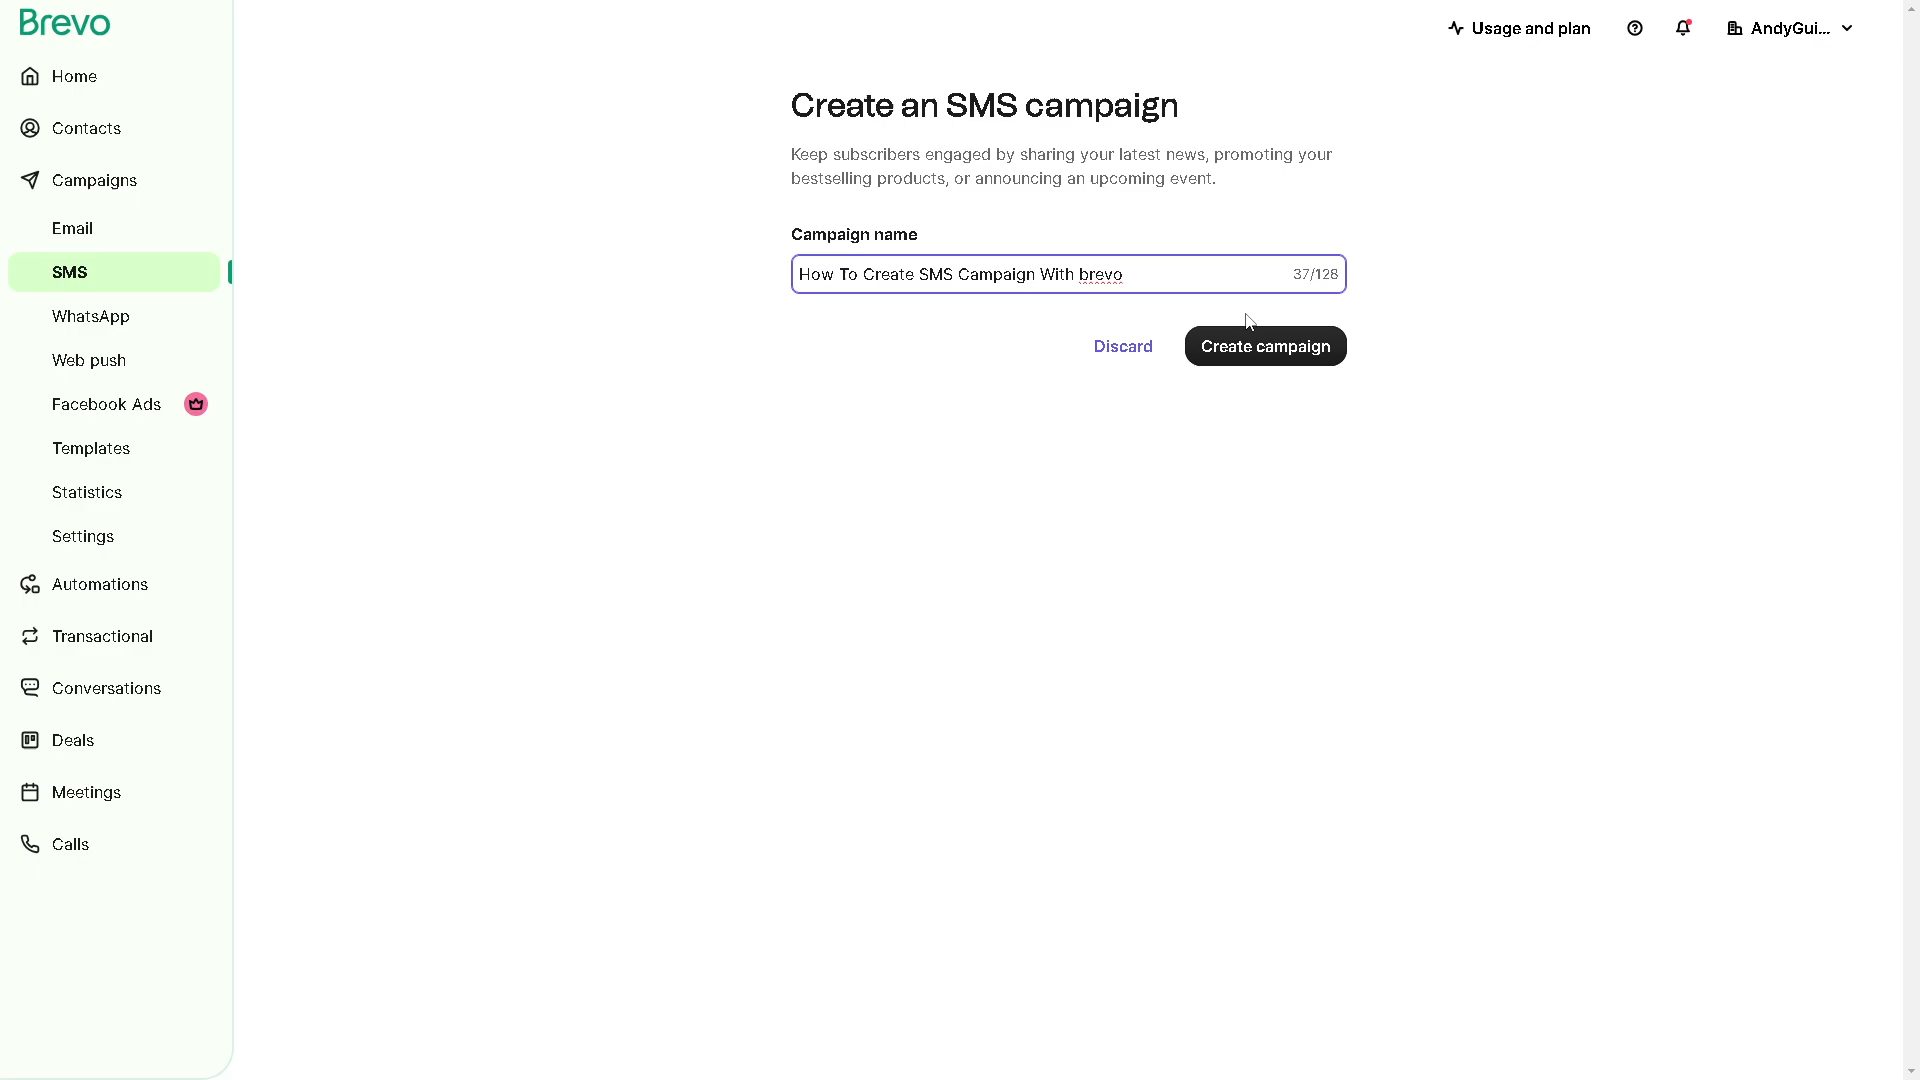 Brevo
Usage and plan
AndyGui...
Home
Contacts
Campaigns
Email
SMS
WhatsApp
Web push
Facebook Ads
Templates
Statistics
Settings
Automations
Transactional
Conversations
Deals
Meetings
Calls
Create an SMS campaign
Keep subscribers engaged by sharing your latest news, promoting your
bestselling products, or announcing an upcoming event.
Campaign name
How To Create SMS Campaign With brevo 37/128
Discard
Create campaign